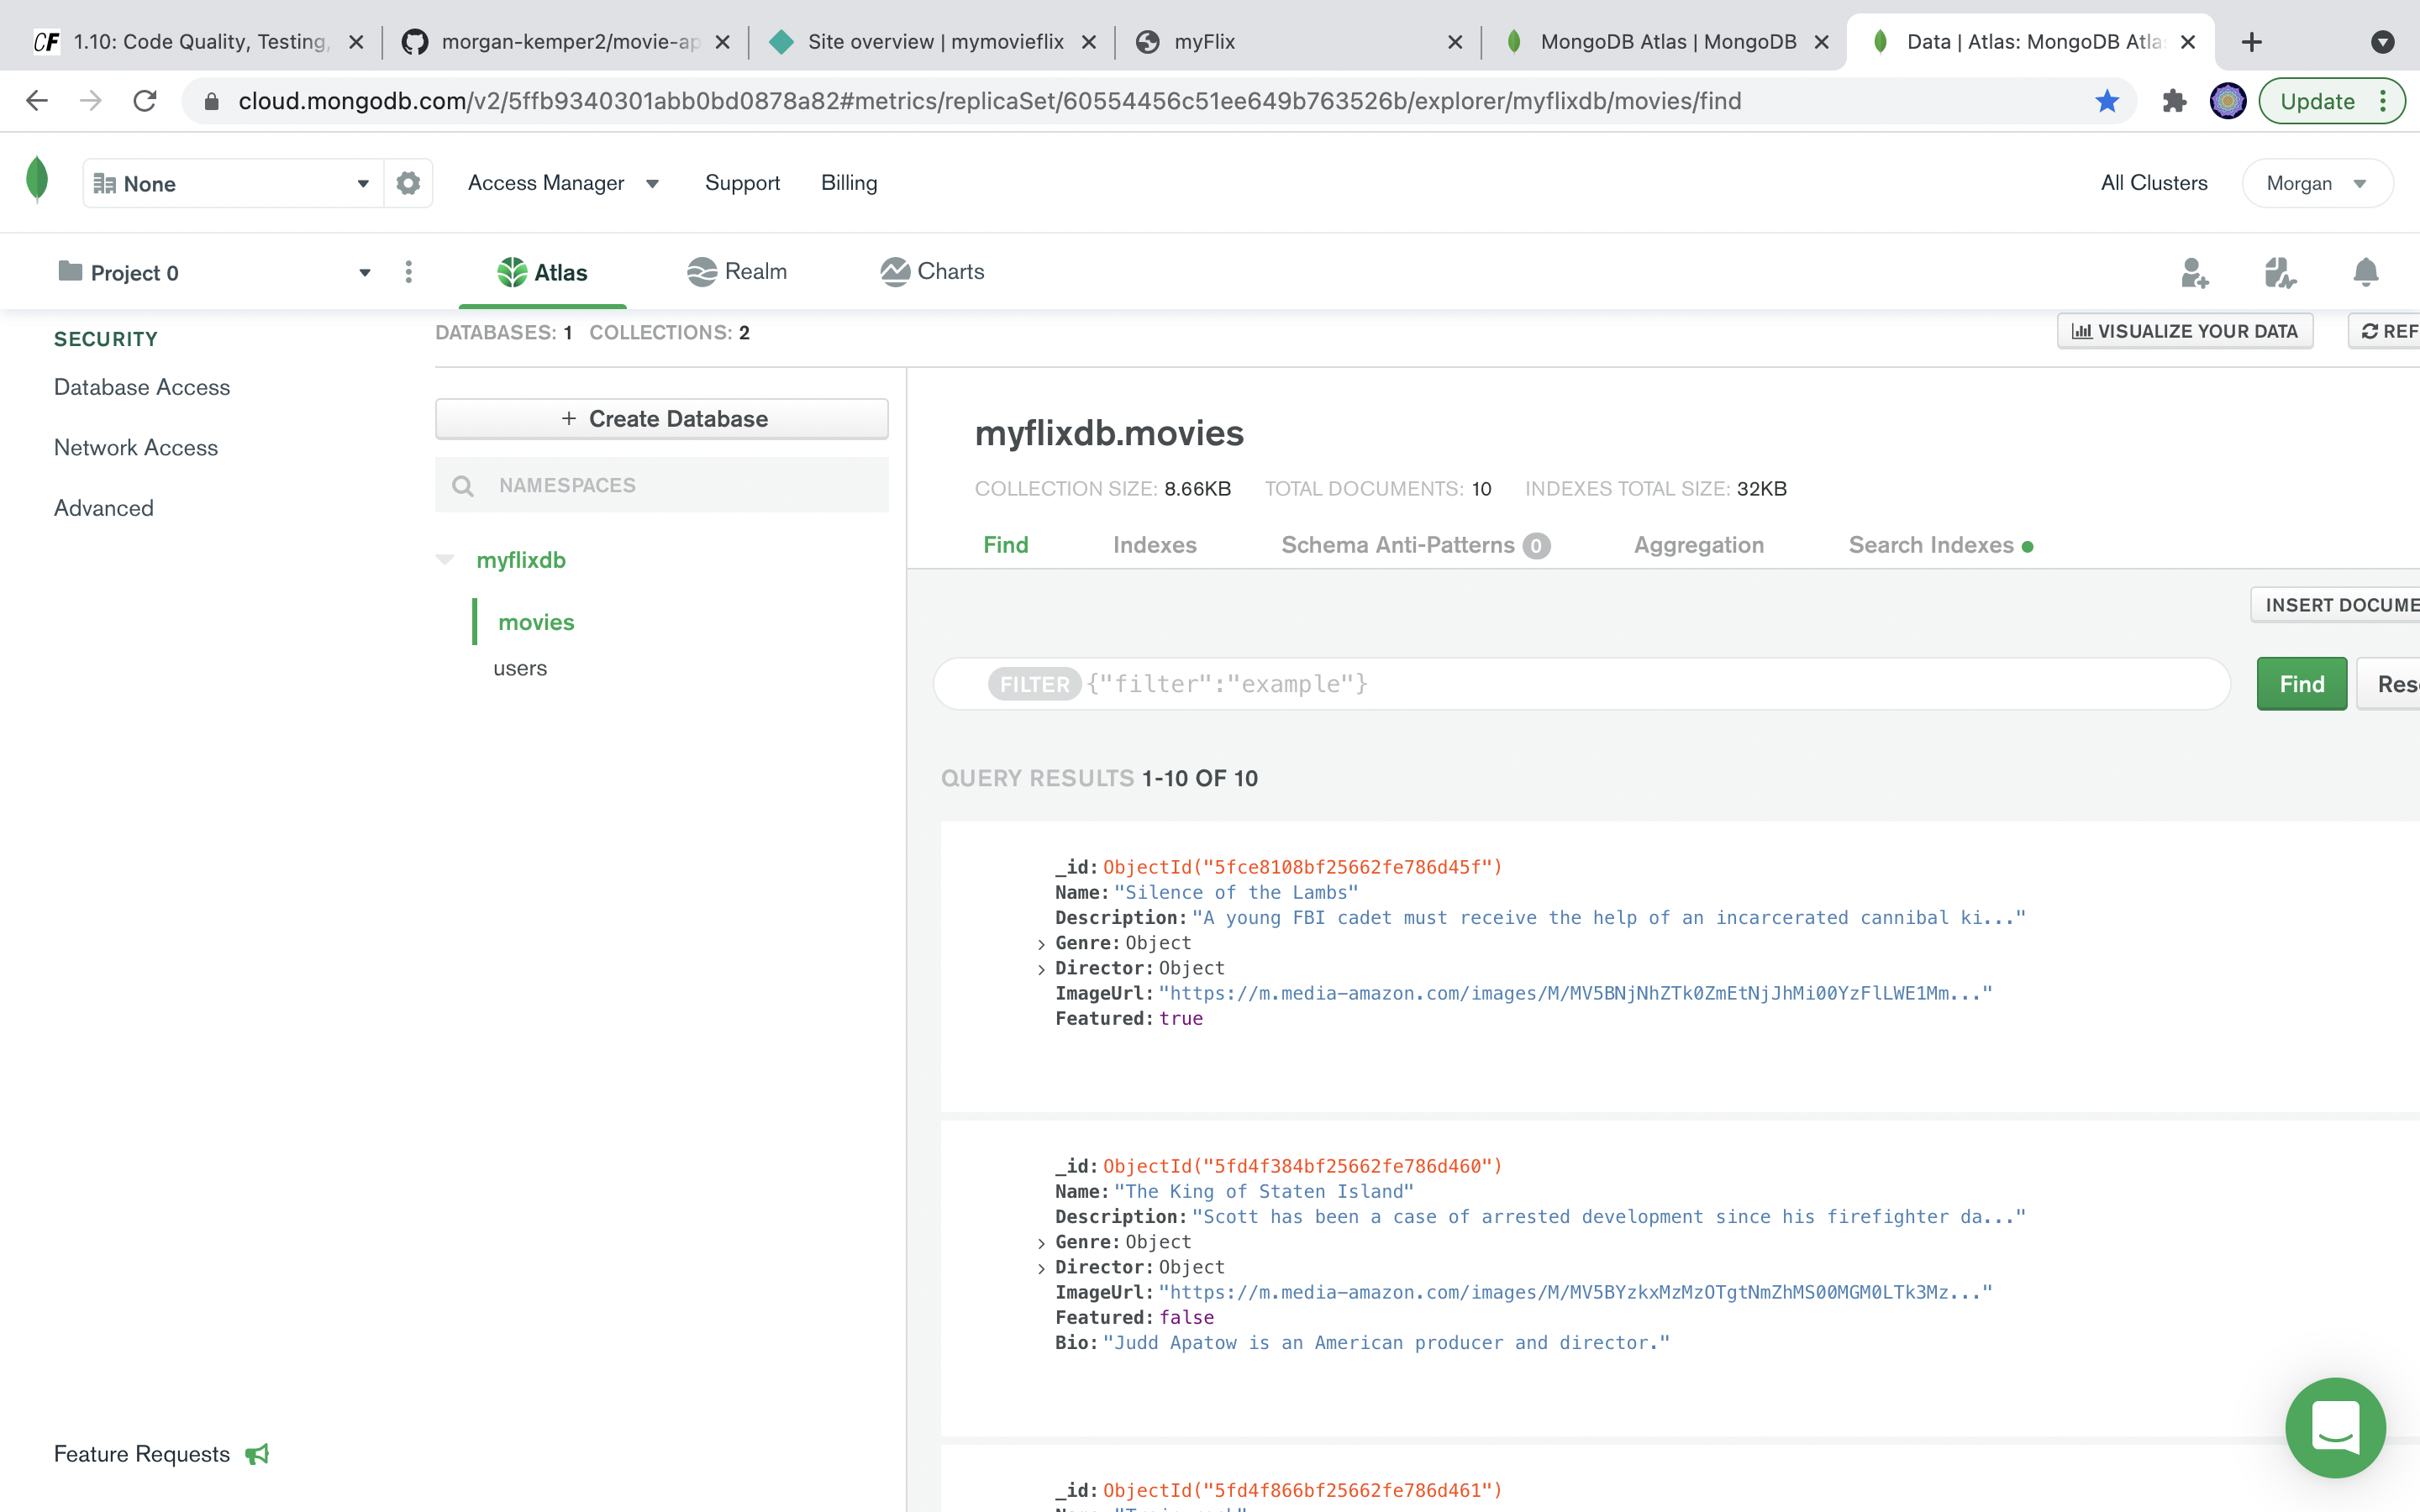 CF 1.10: Code Quality, Testing,
morgan-kemper2/movie-ap
Site overview | mymovieflix
myFlix
MongoDB Atlas | MongoDB
Data | Atlas: MongoDB Atla
cloud.mongodb.com/v2/5ffb9340301abb0bd0878a82#metrics/replicaSet/60554456c51ee649b763526b/explorer/myflixdb/movies/find
Update
None
Access Manager
Support
Billing
All Clusters
Morgan
Project 0
Atlas
Realm
Charts
SECURITY
Database Access
Network Access
Advanced
Feature Requests
DATABASES: 1 COLLECTIONS: 2
VISUALIZE YOUR DATA
REF
+ Create Database
NAMESPACES
myflixdb
movies
users
myflixdb.movies
COLLECTION SIZE: 8.66KB TOTAL DOCUMENTS: 10 INDEXES TOTAL SIZE: 32KB
Find
Indexes
Schema Anti-Patterns 0
Aggregation
Search Indexes
INSERT DOCUME
FILTER {"filter":"example"}
Find
Res
QUERY RESULTS 1-10 OF 10
_id: ObjectId("5fce8108bf25662fe786d45f")
Name: "Silence of the Lambs"
Description: "A young FBI cadet must receive the help of an incarcerated cannibal ki..."
> Genre: Object
> Director: Object
ImageUrl: "https://m.media-amazon.com/images/M/MV5BNjNhZTk0ZmEtNjJhMi00YzFlLWE1Mm..."
Featured: true
_id: ObjectId("5fd4f384bf25662fe786d460")
Name: "The King of Staten Island"
Description: "Scott has been a case of arrested development since his firefighter da..."
> Genre: Object
> Director: Object
ImageUrl: "https://m.media-amazon.com/images/M/MV5BYzkxMzMzOTgtNmZhMS00MGM0LTk3Mz..."
Featured: false
Bio: "Judd Apatow is an American producer and director."
_id: ObjectId("5fd4f866bf25662fe786d461")